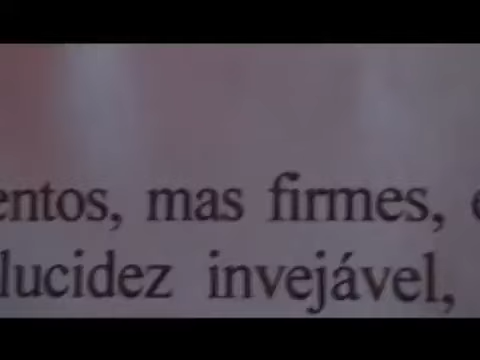 entos, mas firmes, e
lucidez invejável,